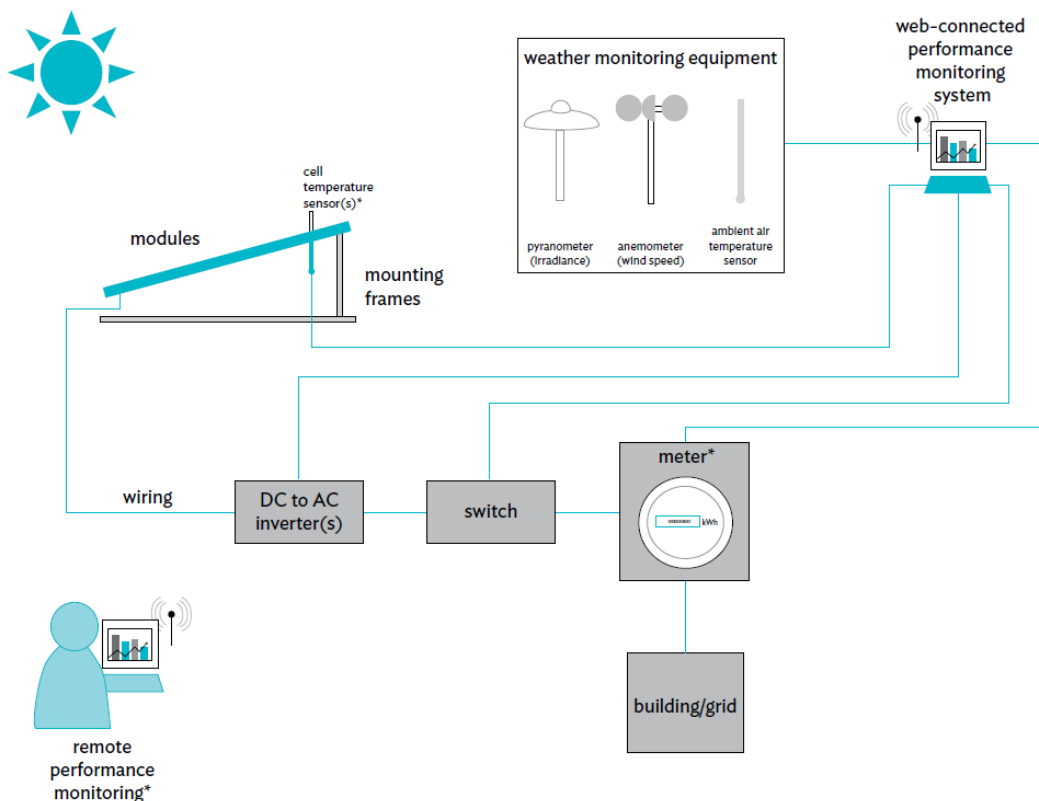 web-connected
performance
monitoring
system
weather monitoring equipment
pyranometer
(irradiance)
anemometer
(wind speed)
ambient air
temperature
sensor
cell
temperature
sensor(s)*
modules
mounting
frames
wiring
DC to AC
inverter(s)
switch
meter*
0000000 kWh
building/grid
remote
performance
monitoring*